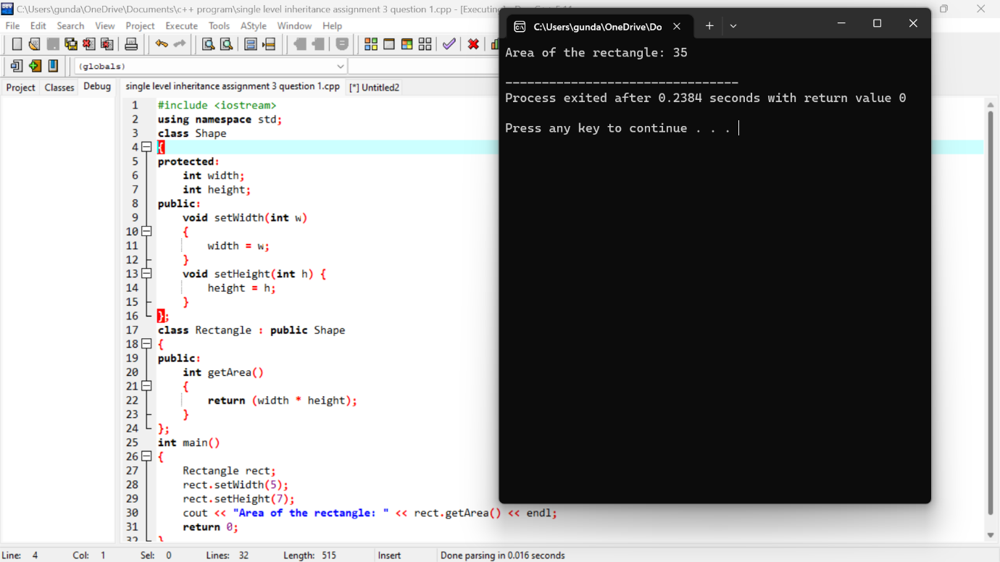 C:\Users\gunda\OneDrive\Documents\c++ program\single level inheritance assignment 3 question 1.cpp - [Executing]
File Edit Search View Project Execute Tools AStyle Window Help
(globals)
Project Classes Debug single level inheritance assignment 3 question 1.cpp [*] Untitled2
1 #include <iostream>
2 using namespace std;
3 class Shape
4 {
5 protected:
6 int width;
7 int height;
8 public:
9 void setWidth(int w)
10 {
11 width = w;
12 }
13 void setHeight(int h) {
14 height = h;
15 }
16 };
17 class Rectangle : public Shape
18 {
19 public:
20 int getArea()
21 {
22 return (width * height);
23 }
24 };
25 int main()
26 {
27 Rectangle rect;
28 rect.setWidth(5);
29 rect.setHeight(7);
30 cout << "Area of the rectangle: " << rect.getArea() << endl;
31 return 0;
32 }
C:\Users\gunda\OneDrive\Do
Area of the rectangle: 35
--------------------------------
Process exited after 0.2384 seconds with return value 0
Press any key to continue . . .
Line: 4 Col: 1 Sel: 0 Lines: 32 Length: 515 Insert Done parsing in 0.016 seconds